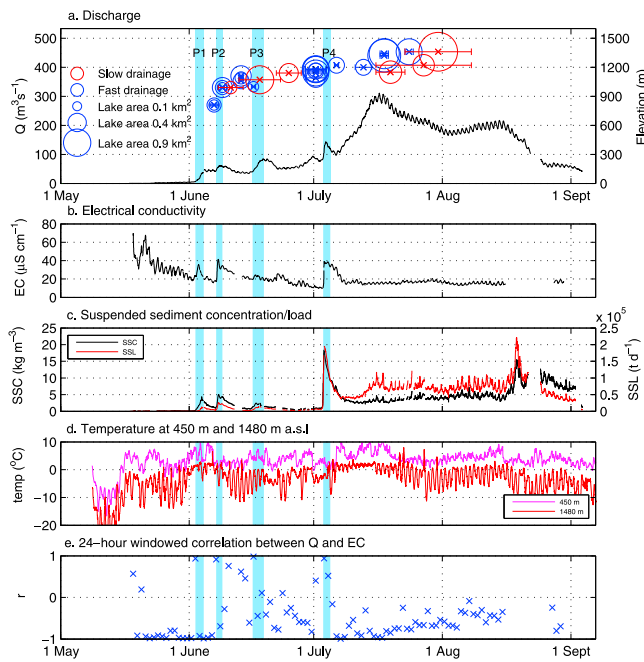 a. Discharge
500
400
300
200
100
0
Q (m³s⁻¹)
P1 P2 P3 P4
Slow drainage
Fast drainage
Lake area 0.1 km²
Lake area 0.4 km²
Lake area 0.9 km²
1500
1200
900
600
300
0
Elevation (m)
1 May 1 June 1 July 1 Aug 1 Sept
b. Electrical conductivity
80
60
40
20
0
EC (µS cm⁻¹)
c. Suspended sediment concentration/load
x 10⁵
25
20
15
10
5
0
SSC (kg m⁻³)
SSC
SSL
2.5
2
1.5
1
0.5
0
SSL (t d⁻¹)
d. Temperature at 450 m and 1480 m a.s.l
10
0
−10
−20
temp (°C)
450 m
1480 m
e. 24−hour windowed correlation between Q and EC
1
0
−1
r
1 May 1 June 1 July 1 Aug 1 Sept